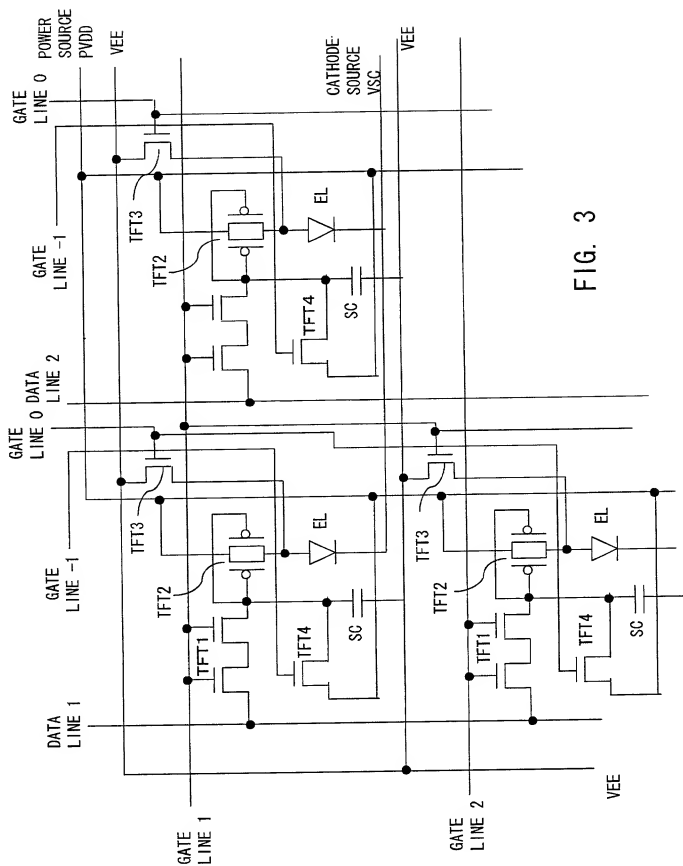 GATE
LINE 0
POWER
SOURCE
PVDD
VEE
GATE
LINE -1
TFT3
TFT2
EL
CATHODE
SOURCE
VSC
VEE
DATA
LINE 2
TFT4
SC
FIG. 3
GATE
LINE 0
GATE
LINE -1
TFT3
TFT2
EL
TFT1
TFT4
SC
DATA
LINE 1
GATE
LINE 1
TFT3
TFT2
EL
TFT1
TFT4
SC
GATE
LINE 2
VEE